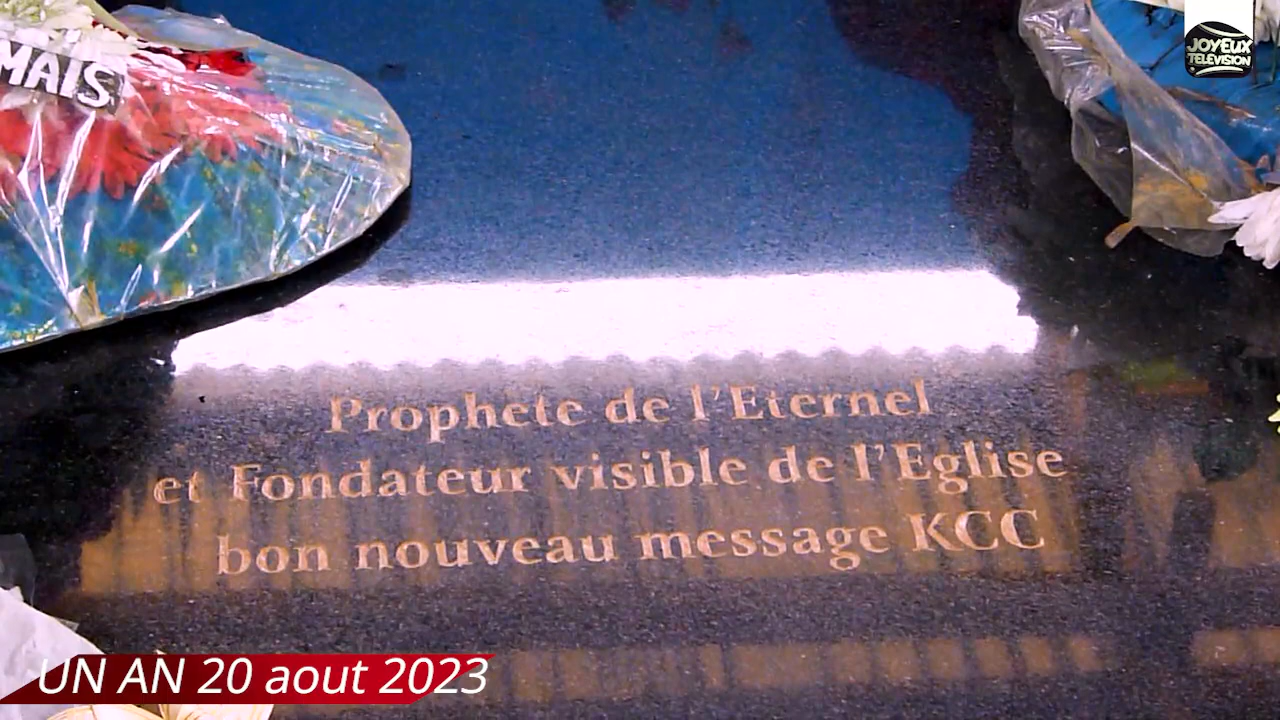 MAIS
JOYEUX
TELEVISION
Prophete de l'Eternel
et Fondateur visible de l'Eglise
bon nouveau message KCC
UN AN 20 aout 2023